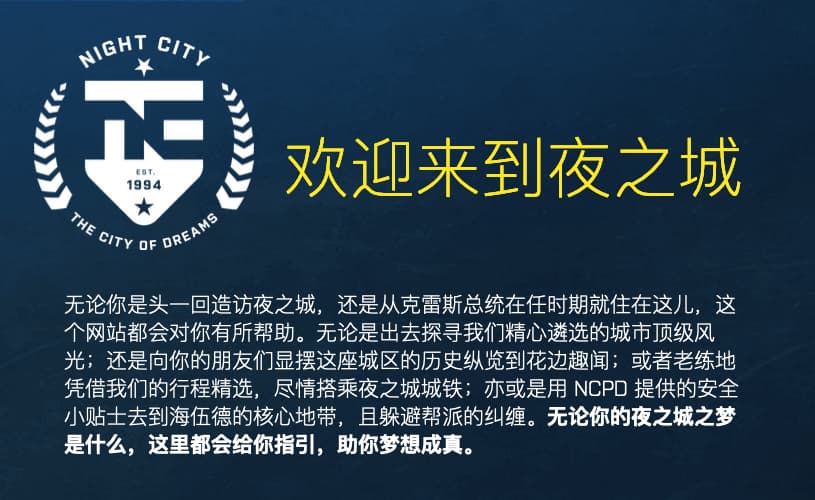 NIGHT CITY
EST.
1994
THE CITY OF DREAMS
欢迎来到夜之城
无论你是头一回造访夜之城，还是从克雷斯总统在任时期就住在这儿，这
个网站都会对你有所帮助。无论是出去探寻我们精心遴选的城市顶级风
光；还是向你的朋友们显摆这座城区的历史纵览到花边趣闻；或者老练地
凭借我们的行程精选，尽情搭乘夜之城城铁；亦或是用 NCPD 提供的安全
小贴士去到海伍德的核心地带，且躲避帮派的纠缠。无论你的夜之城之梦
是什么，这里都会给你指引，助你梦想成真。